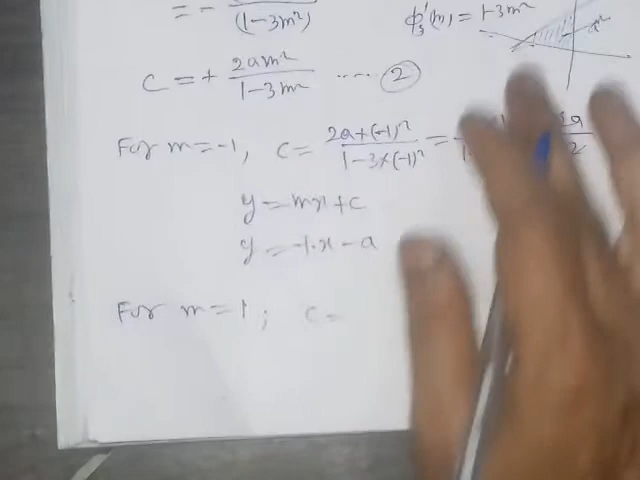 = - ――― (1-3m²)
φ₃'(m) = 1-3m²
a²
c = + 2am² / 1-3m² ..... ②
For m = -1, c = 2a+(-1)² / 1-3×(-1)² =
y = mx + c
y = -1·x - a
For m = 1; c =